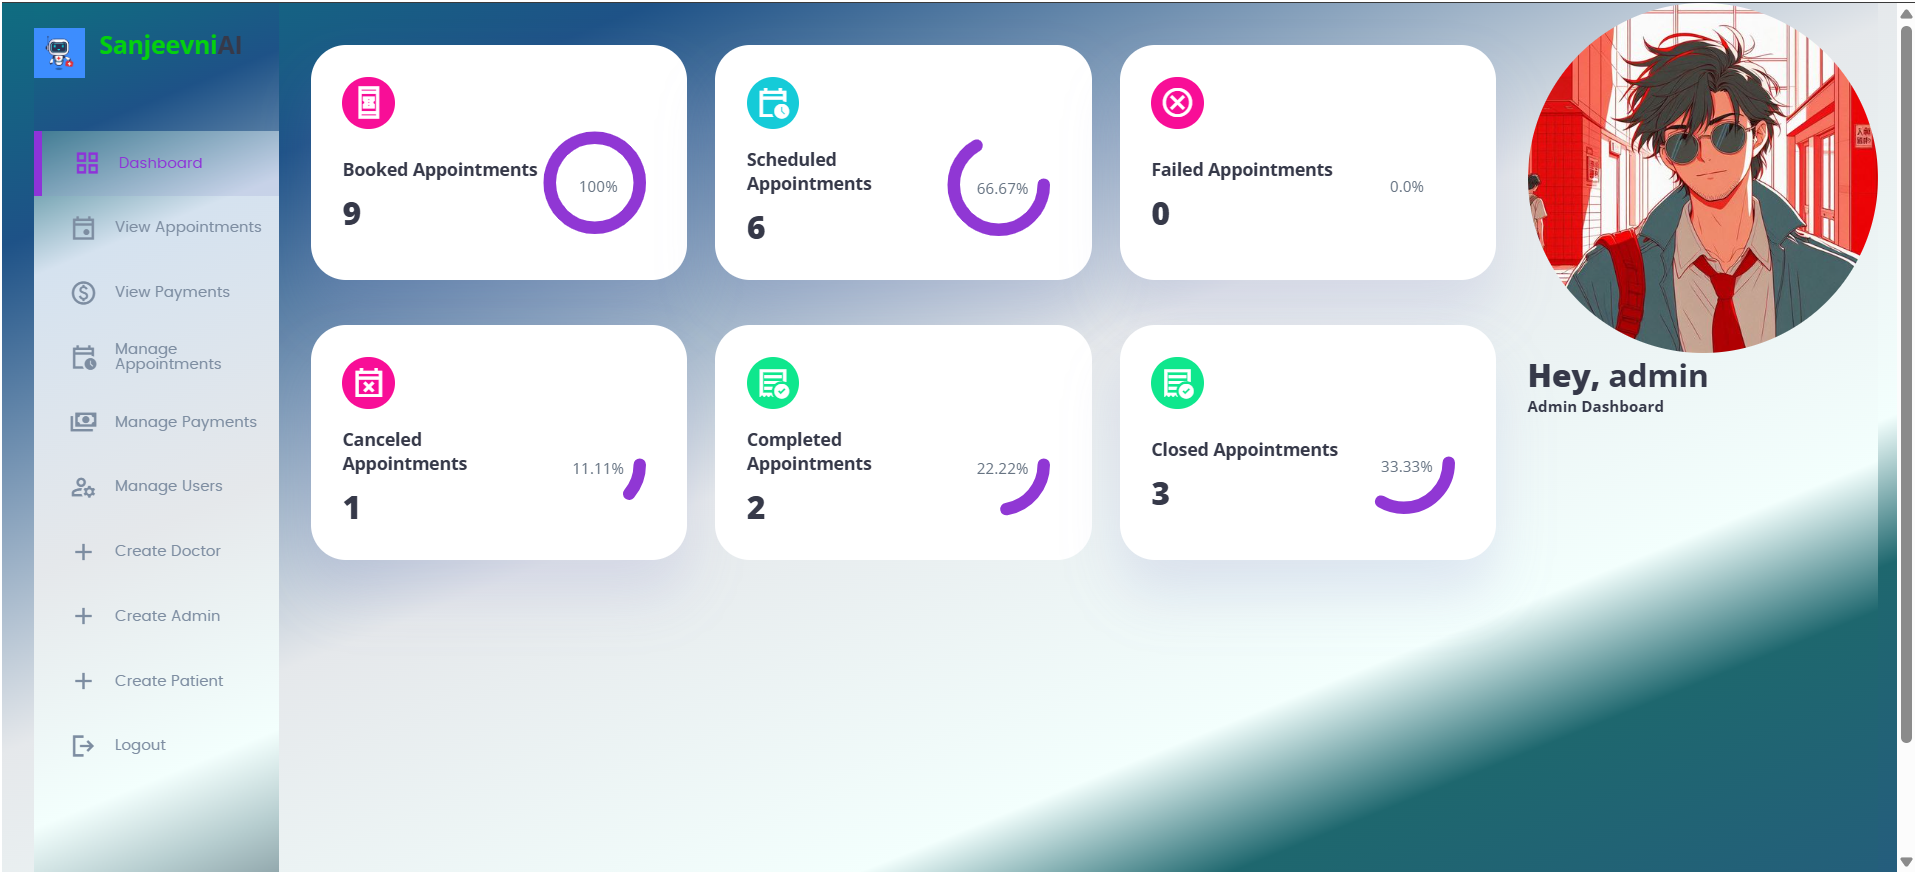 SanjeevniAI
Dashboard
View Appointments
View Payments
Manage
Appointments
Manage Payments
Manage Users
Create Doctor
Create Admin
Create Patient
Logout
Booked Appointments
9
100%
Scheduled
Appointments
6
66.67%
Failed Appointments
0
0.0%
Canceled
Appointments
1
11.11%
Completed
Appointments
2
22.22%
Closed Appointments
3
33.33%
Hey, admin
Admin Dashboard